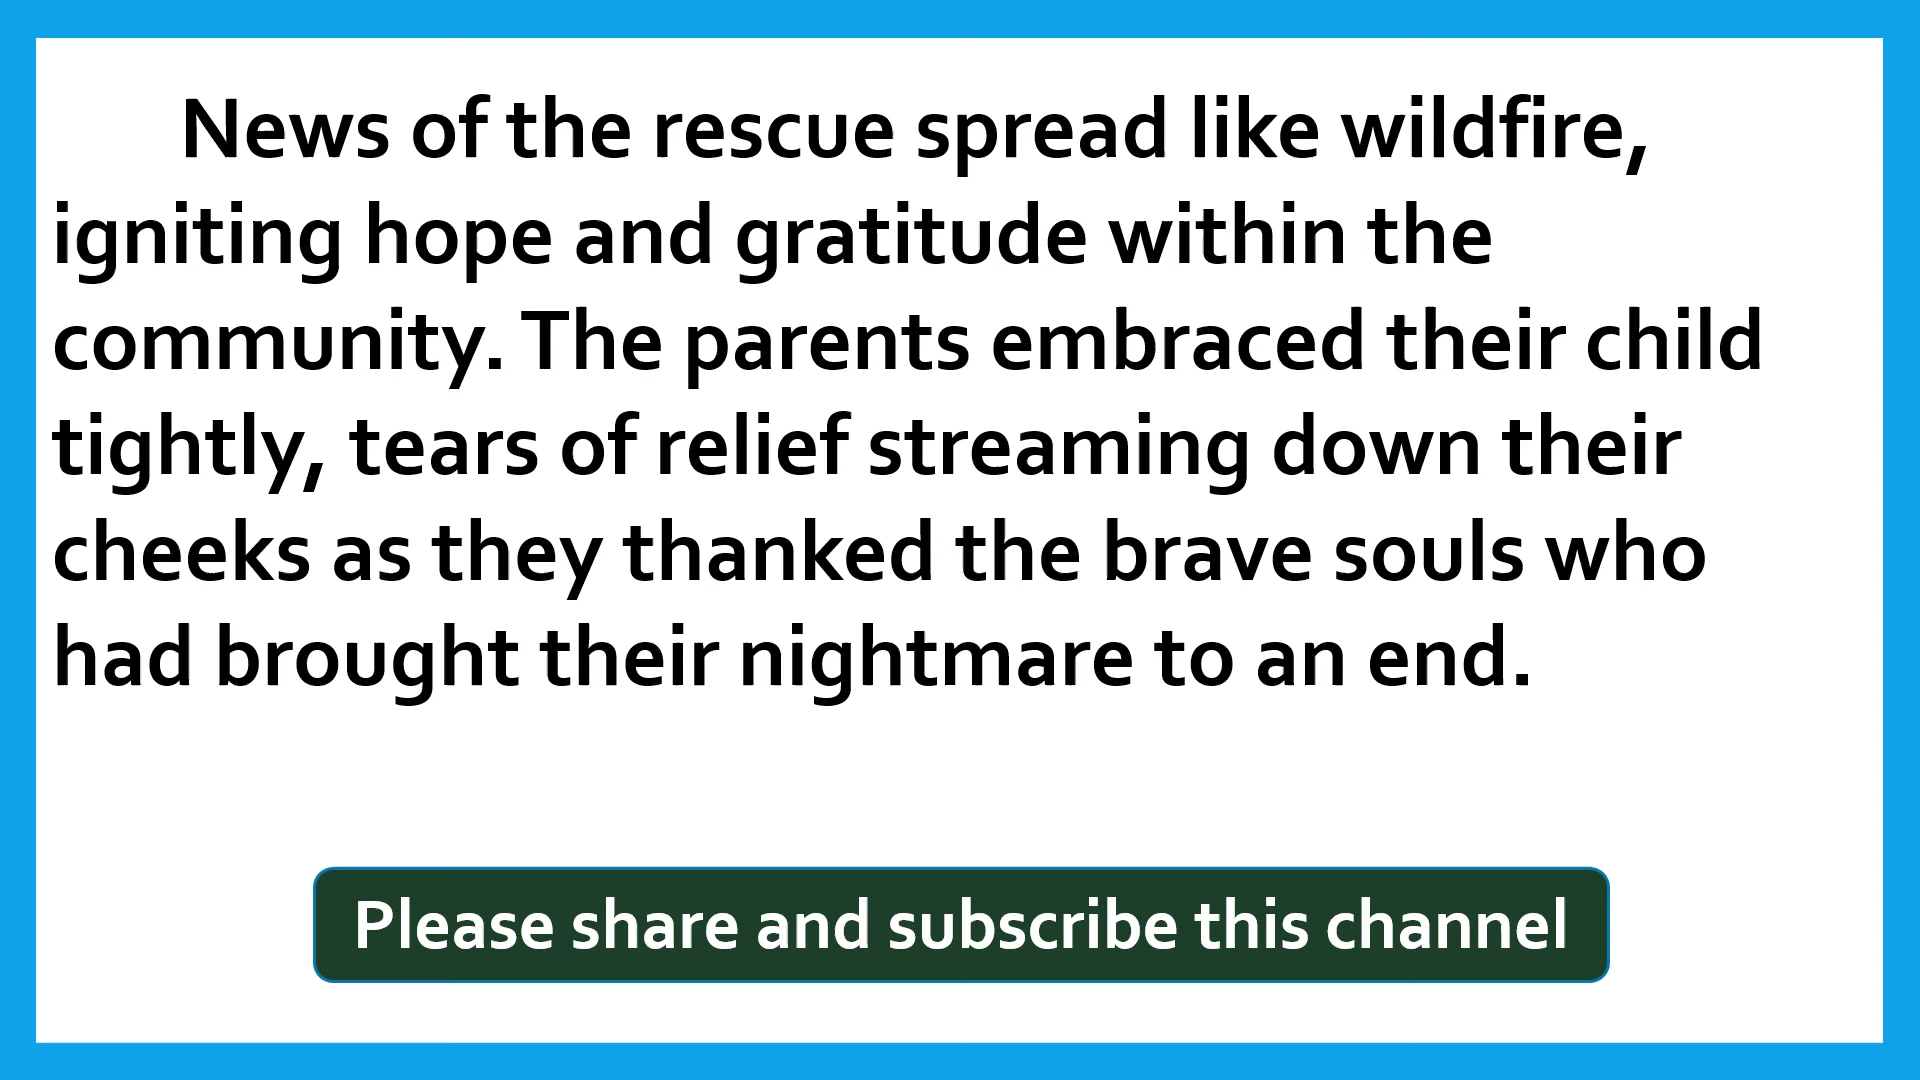 News of the rescue spread like wildfire,
igniting hope and gratitude within the
community. The parents embraced their child
tightly, tears of relief streaming down their
cheeks as they thanked the brave souls who
had brought their nightmare to an end.
Please share and subscribe this channel